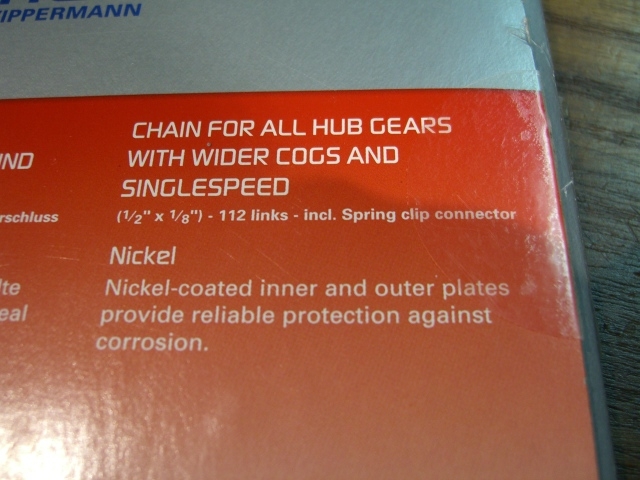 WIPPERMANN
CHAIN FOR ALL HUB GEARS
WITH WIDER COGS AND
SINGLESPEED
(1/2" x 1/8") - 112 links - incl. Spring clip connector
Nickel
Nickel-coated inner and outer plates
provide reliable protection against
corrosion.